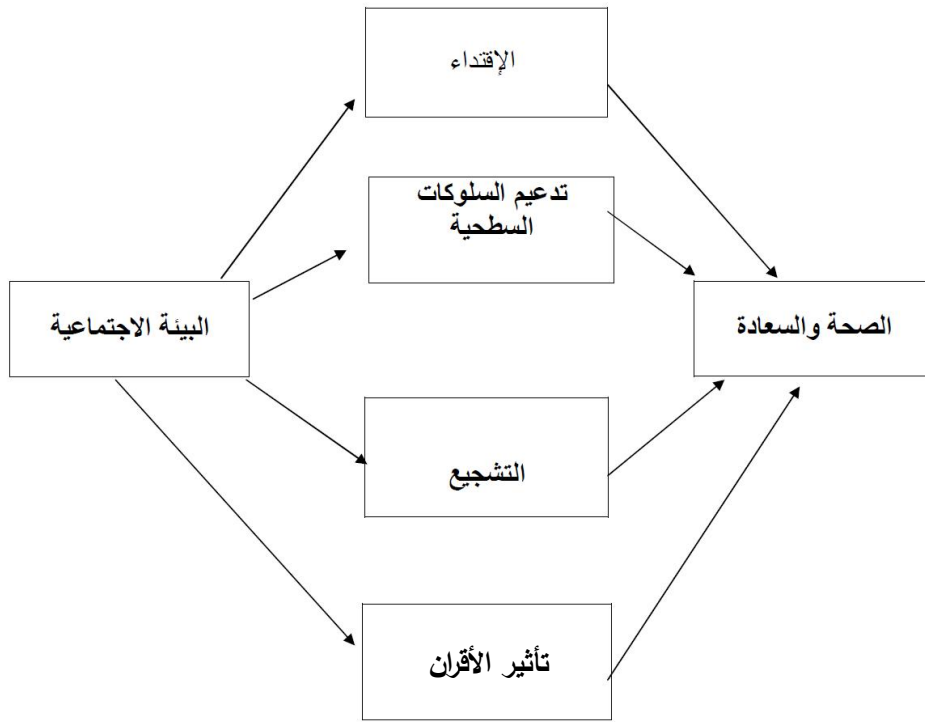 الإقتداء
تدعيم السلوكات
السطحية
البيئة الاجتماعية
الصحة والسعادة
التشجيع
تأثير الأقران